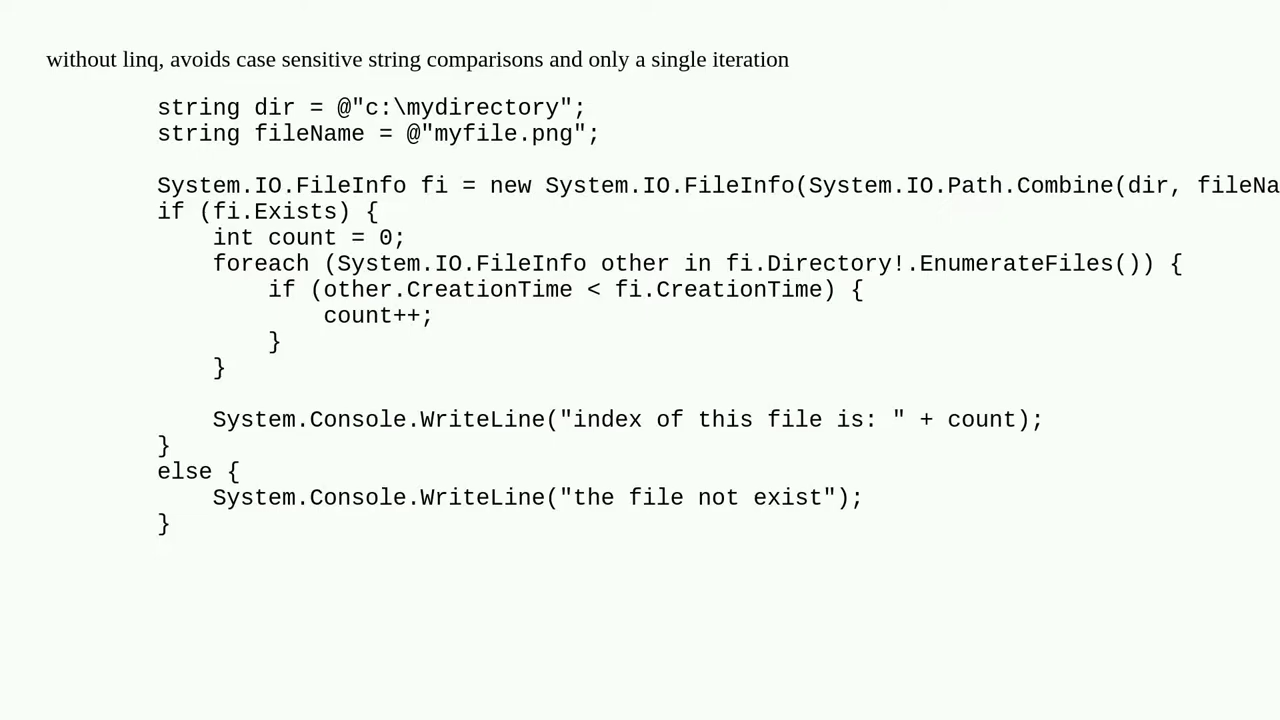 without linq, avoids case sensitive string comparisons and only a single iteration
string dir = @"c:\mydirectory";
string fileName = @"myfile.png";
System.IO.FileInfo fi = new System.IO.FileInfo(System.IO.Path.Combine(dir, fileNa
if (fi.Exists) {
int count = 0;
foreach (System.IO.FileInfo other in fi.Directory!.EnumerateFiles()) {
if (other.CreationTime < fi.CreationTime) {
count++;
}
}
System.Console.WriteLine("index of this file is: " + count);
}
else {
System.Console.WriteLine("the file not exist");
}